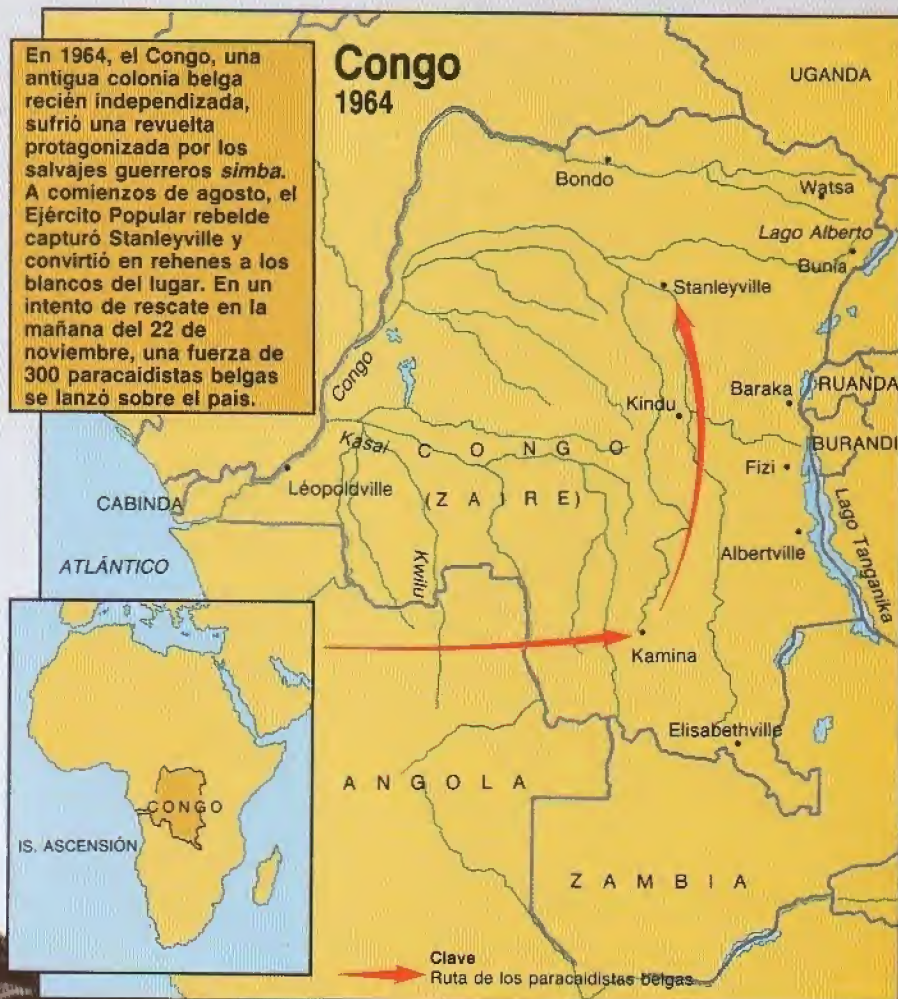 En 1964, el Congo, una
antigua colonia belga
recién independizada,
sufrió una revuelta
protagonizada por los
salvajes guerreros simba.
A comienzos de agosto, el
Ejército Popular rebelde
capturó Stanleyville y
convirtió en rehenes a los
blancos del lugar. En un
intento de rescate en la
mañana del 22 de
noviembre, una fuerza de
300 paracaidistas belgas
se lanzó sobre el país.
Congo
1964
UGANDA
Bondo
Watsa
Lago Alberto
Bunia
Stanleyville
Congo
Kindu
Baraka
RUANDA
BURANDI
Kasai
CONGO
(ZAIRE)
Fizi
Léopoldville
CABINDA
Kwilu
Albertville
Lago Tanganika
ATLÁNTICO
Kamina
Elisabethville
ANGOLA
ZAMBIA
CONGO
IS. ASCENSIÓN
Clave
Ruta de los paracaidistas belgas